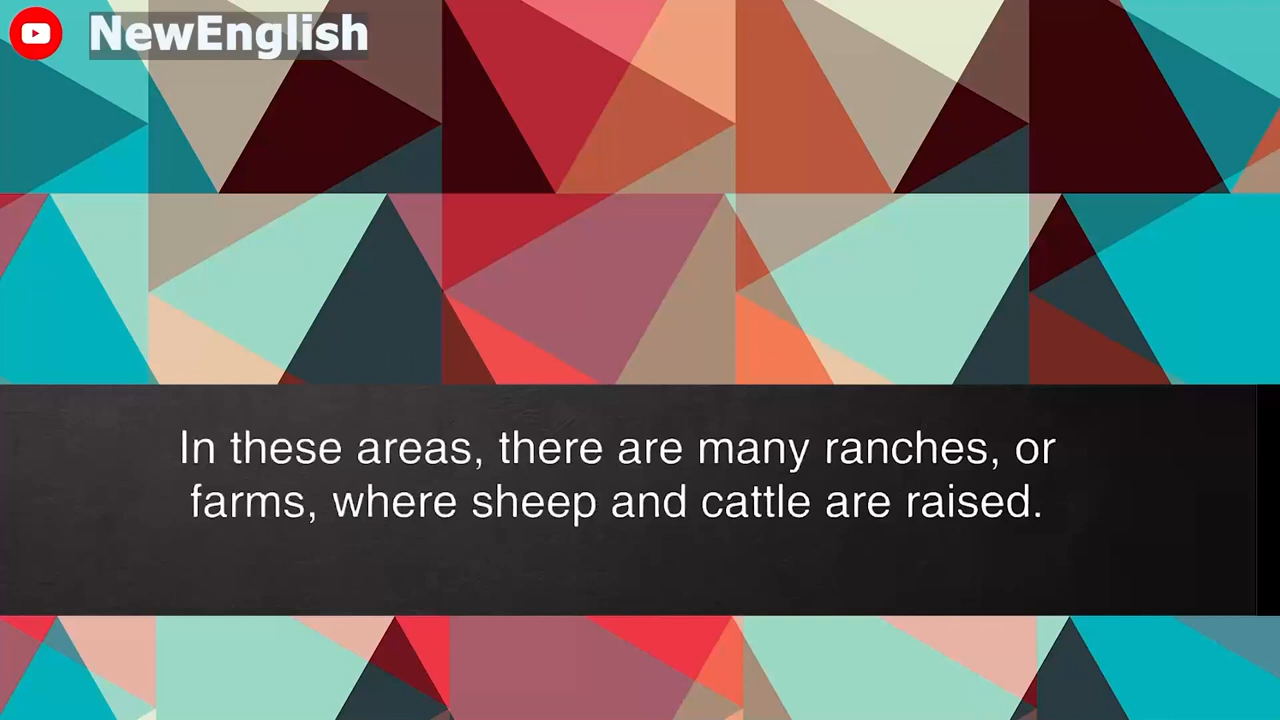 NewEnglish
In these areas, there are many ranches, or
farms, where sheep and cattle are raised.